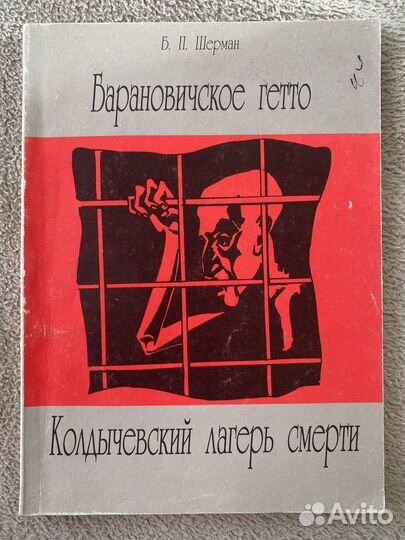 Б. П. Шерман
Барановичское гетто
Колдычевский лагерь смерти
Avito